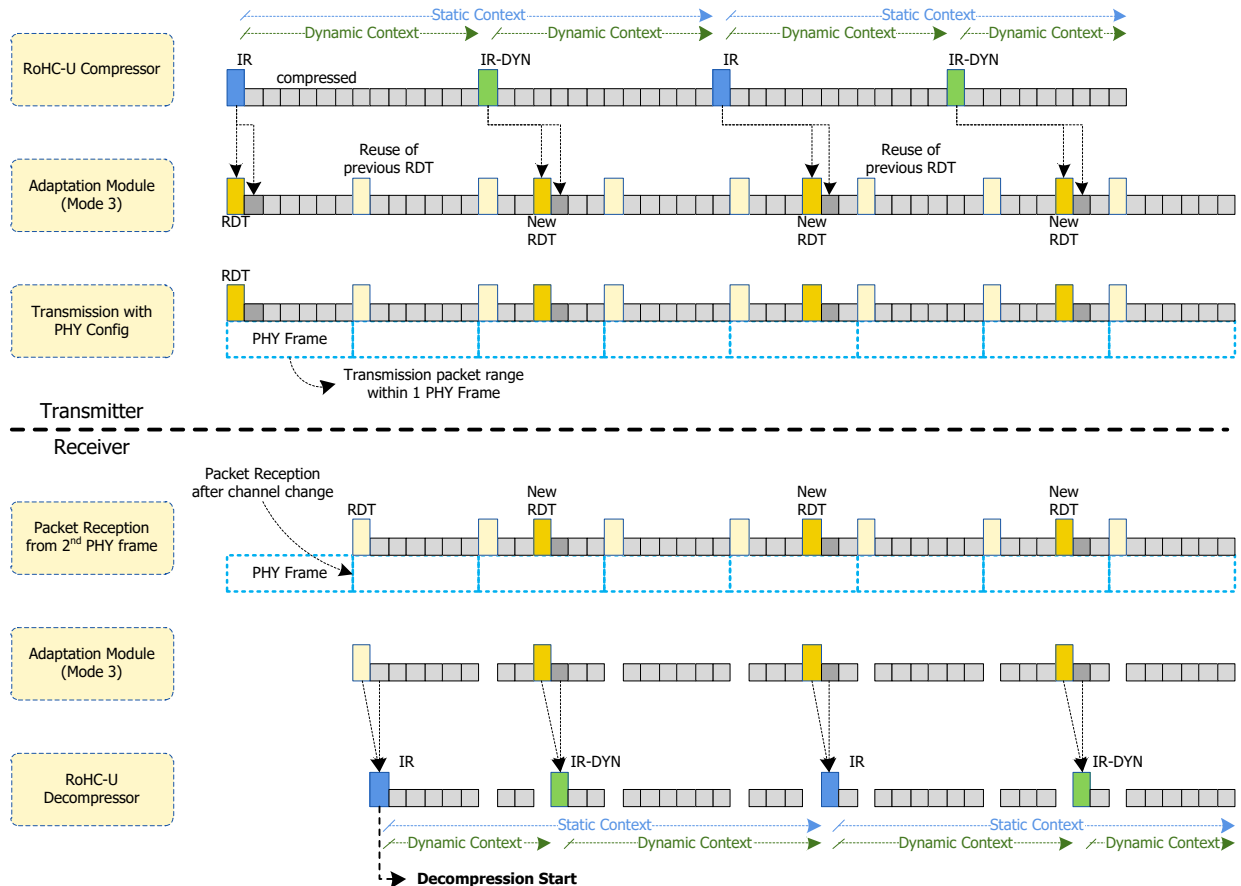 Static Context
Static Context
Dynamic Context
Dynamic Context
Dynamic Context
Dynamic Context
RoHC-U Compressor
IR
compressed
IR-DYN
IR
IR-DYN
Adaptation Module
(Mode 3)
Reuse of
previous RDT
Reuse of
previous RDT
RDT
New
RDT
New
RDT
New
RDT
Transmission with
PHY Config
RDT
PHY Frame
Transmission packet range
within 1 PHY Frame
Transmitter
Receiver
Packet Reception
after channel change
Packet Reception
from 2nd PHY frame
RDT
New
RDT
New
RDT
New
RDT
PHY Frame
Adaptation Module
(Mode 3)
RoHC-U
Decompressor
IR
IR-DYN
IR
IR-DYN
Static Context
Static Context
Dynamic Context
Dynamic Context
Dynamic Context
Dynamic Context
Decompression Start